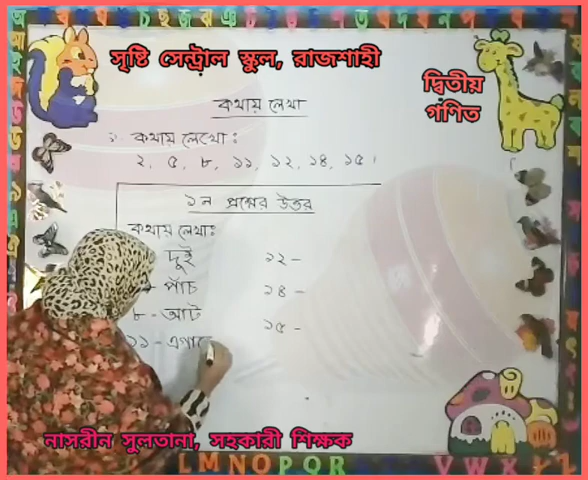 সৃষ্টি সেন্ট্রাল স্কুল, রাজশাহী
দ্বিতীয়
গণিত
কথায় লেখা
১. কথায় লেখো :
২, ৫, ৮, ১১, ১২, ১৪, ১৫।
১ন প্রশ্নের উত্তর
কথায় লেখা:
দুই
১২ -
পাঁচ
১৪ -
৮ - আট
১৫ -
১১ - এগারো
নাসরীন সুলতানা, সহকারী শিক্ষক
L M N O P Q R
V W X Z